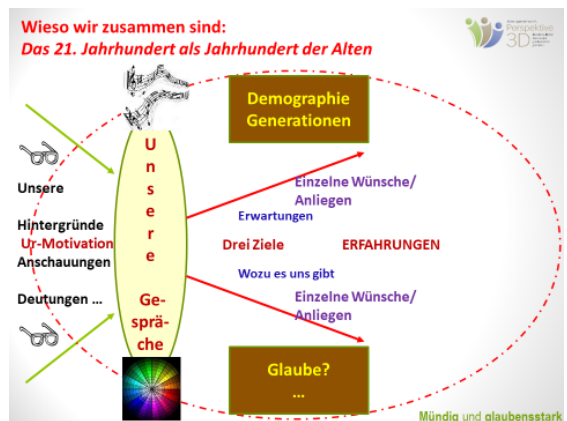 Wieso wir zusammen sind:
Das 21. Jahrhundert als Jahrhundert der Alten
Perspektive
3D
Demographie
Generationen
Unsere
Hintergründe
Ur-Motivation
Anschauungen
Deutungen ...
U
n
s
e
r
e
Ge-
sprä-
che
Einzelne Wünsche/
Anliegen
Erwartungen
Drei Ziele
ERFAHRUNGEN
Wozu es uns gibt
Einzelne Wünsche/
Anliegen
Glaube?
...
Mündig und glaubensstark